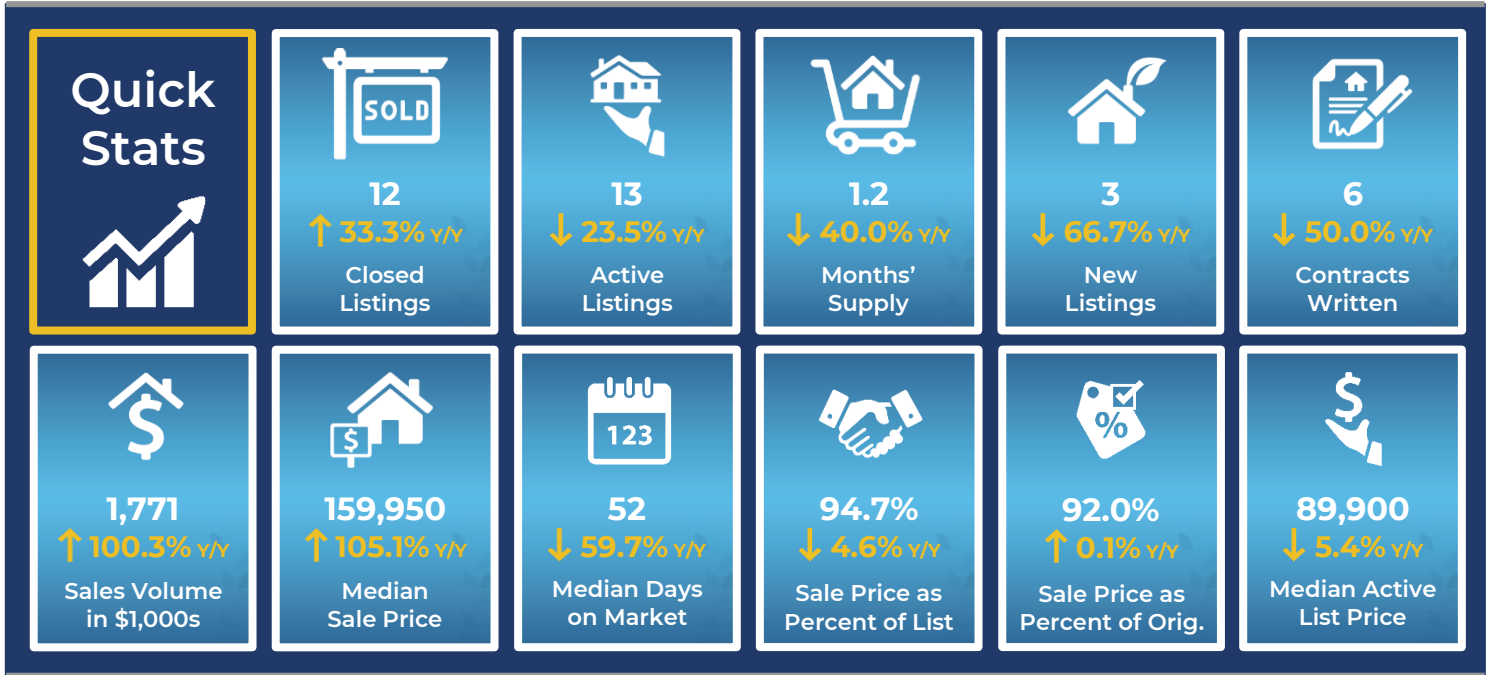 Quick
Stats
SOLD
12
↑ 33.3% Y/Y
Closed
Listings
13
↓ 23.5% Y/Y
Active
Listings
1.2
↓ 40.0% Y/Y
Months’
Supply
3
↓ 66.7% Y/Y
New
Listings
6
↓ 50.0% Y/Y
Contracts
Written
$
1,771
↑ 100.3% Y/Y
Sales Volume
in $1,000s
$
159,950
↑ 105.1% Y/Y
Median
Sale Price
123
52
↓ 59.7% Y/Y
Median Days
on Market
94.7%
↓ 4.6% Y/Y
Sale Price as
Percent of List
%
92.0%
↑ 0.1% Y/Y
Sale Price as
Percent of Orig.
$
89,900
↓ 5.4% Y/Y
Median Active
List Price